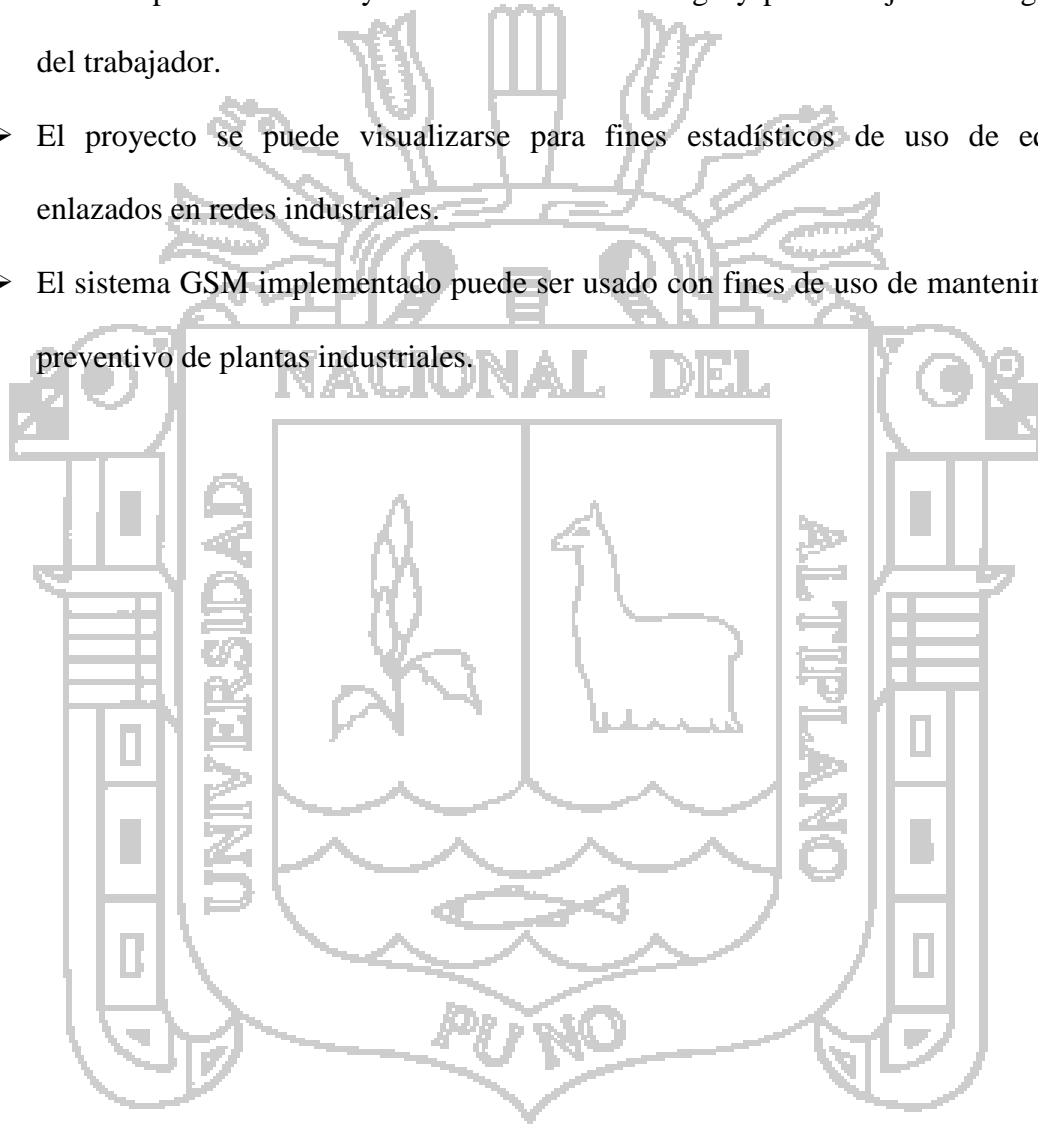 del trabajador.
➢ El proyecto se puede visualizarse para fines estadísticos de uso de
enlazados en redes industriales.
➢ El sistema GSM implementado puede ser usado con fines de uso de
preventivo de plantas industriales.
NACIONAL DEL
UNIVERSIDAD
ALTIPLANO
PUNO